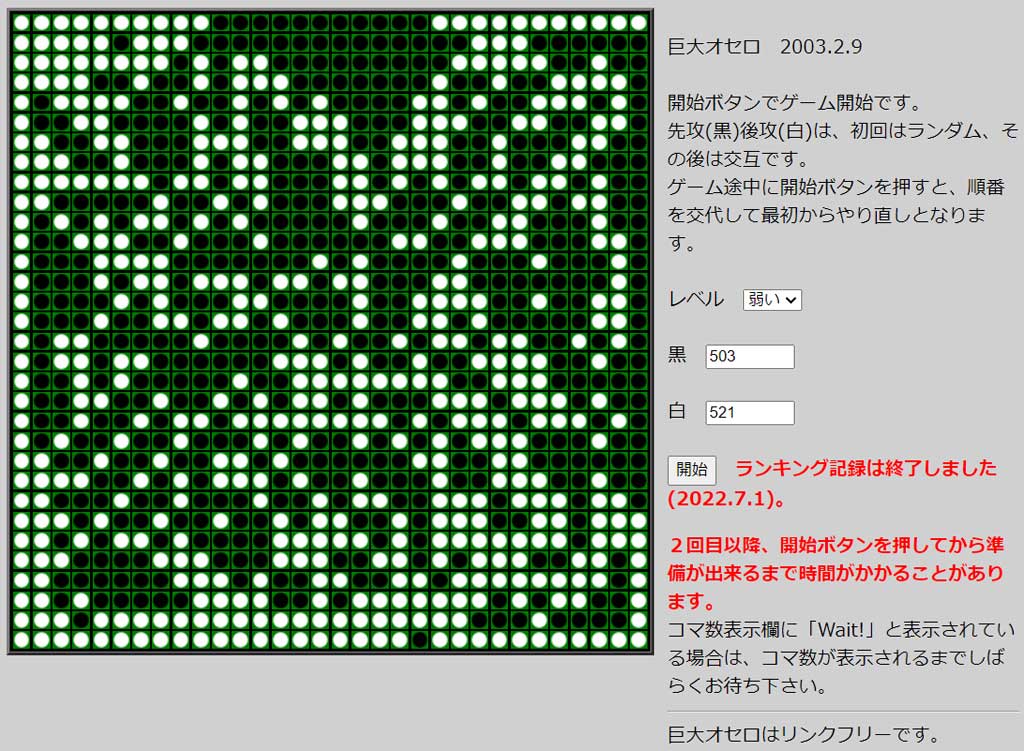 巨大オセロ　2003.2.9
開始ボタンでゲーム開始です。
先攻(黒)後攻(白)は、初回はランダム、そ
の後は交互です。
ゲーム途中に開始ボタンを押すと、順番
を交代して最初からやり直しとなりま
す。
レベル 弱い
黒 503
白 521
開始 ランキング記録は終了しました
(2022.7.1)。
２回目以降、開始ボタンを押してから準
備が出来るまで時間がかかることがあり
ます。
コマ数表示欄に「Wait!」と表示されてい
る場合は、コマ数が表示されるまでしば
らくお待ち下さい。
巨大オセロはリンクフリーです。